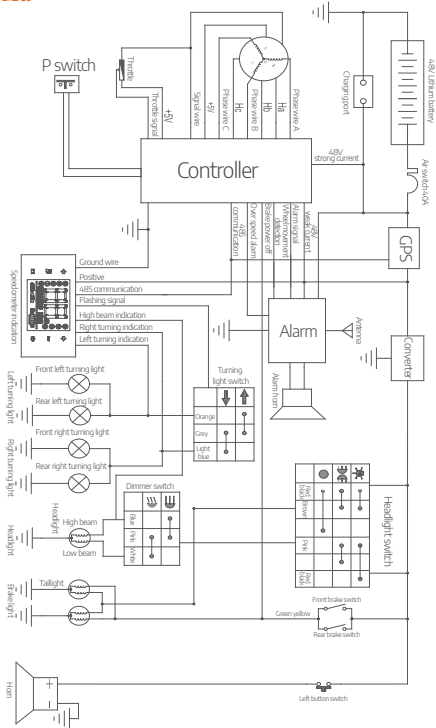 P switch
Throttle
Throttle signal
+5V
Signal wire
+5V
Phase wire C
Hc
Phase wire B
Hb
Ha
Phase wire A
48V Lithium battery
Charging port
Air switch 40A
Controller
48V
strong current
GPS
Converter
48V
weak current
Alarm signal
Wheel movement
detection
Brake power off
Over speed alarm
485
communication
Alarm
Antenna
Alarm horn
Speedometer indication
Ground wire
Positive
485 communication
Flashing signal
High beam indication
Right turning indication
Left turning indication
Left turning light
Front left turning light
Rear left turning light
Right turning light
Front right turning light
Rear right turning light
Turning
light switch
Orange
Grey
Light
blue
Headlight
Headlight
High beam
Low beam
Dimmer switch
Blue
Pink
White
Headlight switch
Red
black
Brown
Pink
Red
black
Brake light
Taillight
Green yellow
Front brake switch
Rear brake switch
Left button switch
Horn
+
-